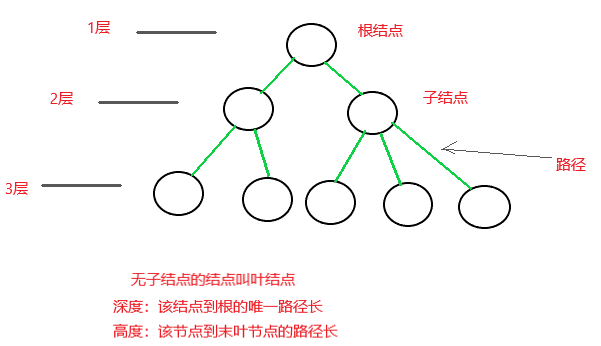 1层
根结点
2层
子结点
路径
3层
无子结点的结点叫叶结点
深度：该结点到根的唯一路径长
高度：该节点到末叶节点的路径长